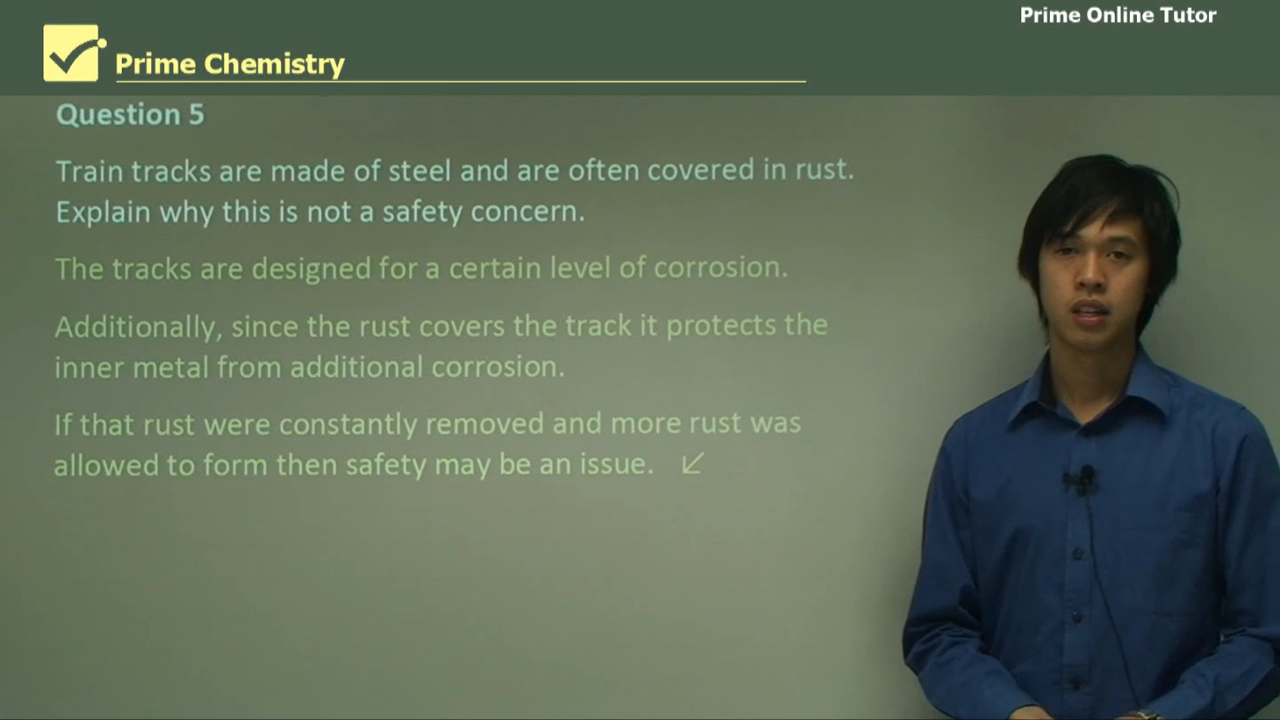 Prime Online Tutor
Prime Chemistry
Question 5
Train tracks are made of steel and are often covered in rust.
Explain why this is not a safety concern.
The tracks are designed for a certain level of corrosion.
Additionally, since the rust covers the track it protects the
inner metal from additional corrosion.
If that rust were constantly removed and more rust was
allowed to form then safety may be an issue.